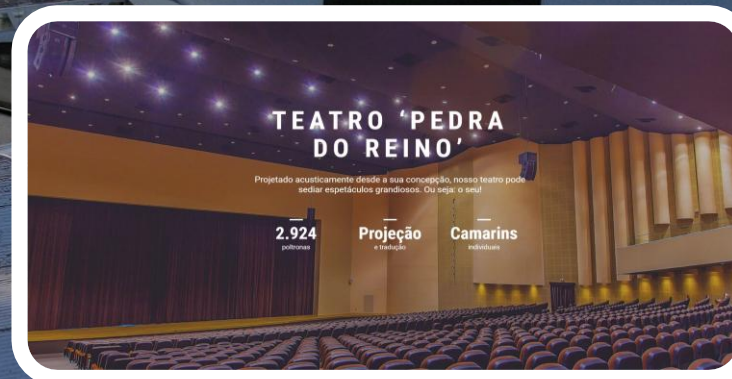 TEATRO ‘PEDRA
DO REINO’
Projetado acusticamente desde a sua concepção, nosso teatro pode
sediar espetáculos grandiosos. Ou seja: o seu!
2.924 Projeção Camarins
poltronas e tradução individuais